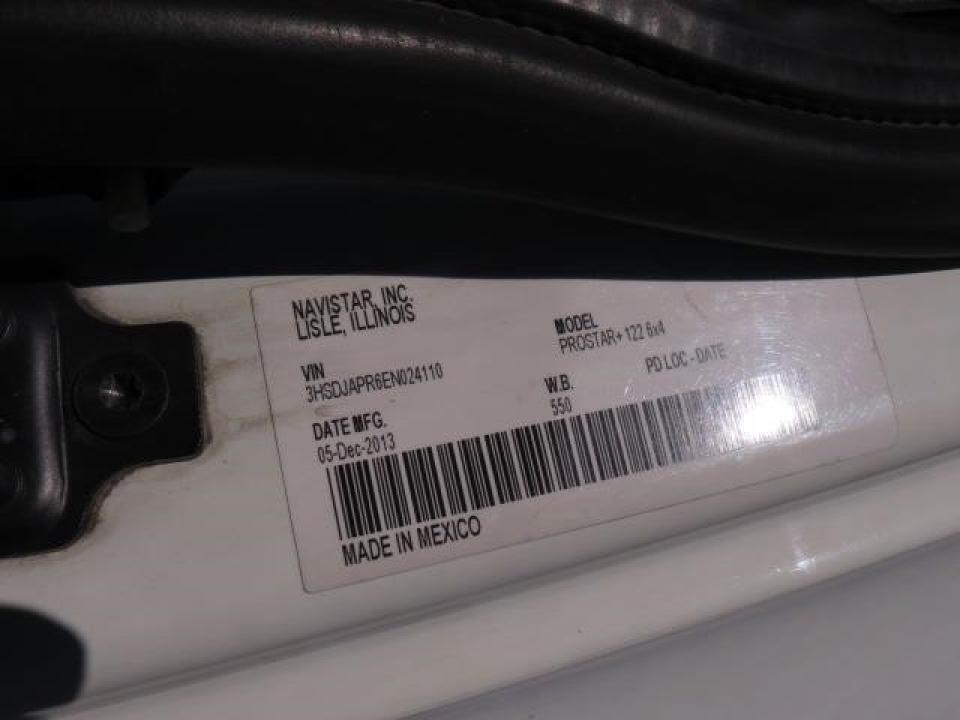 NAVISTAR, INC.
LISLE, ILLINOIS
MODEL
PROSTAR+ 122 6x4
VIN
3HSDJAPR6EN024110
PD LOC - DATE
DATE MFG.
05-Dec-2013
W.B.
550
MADE IN MEXICO